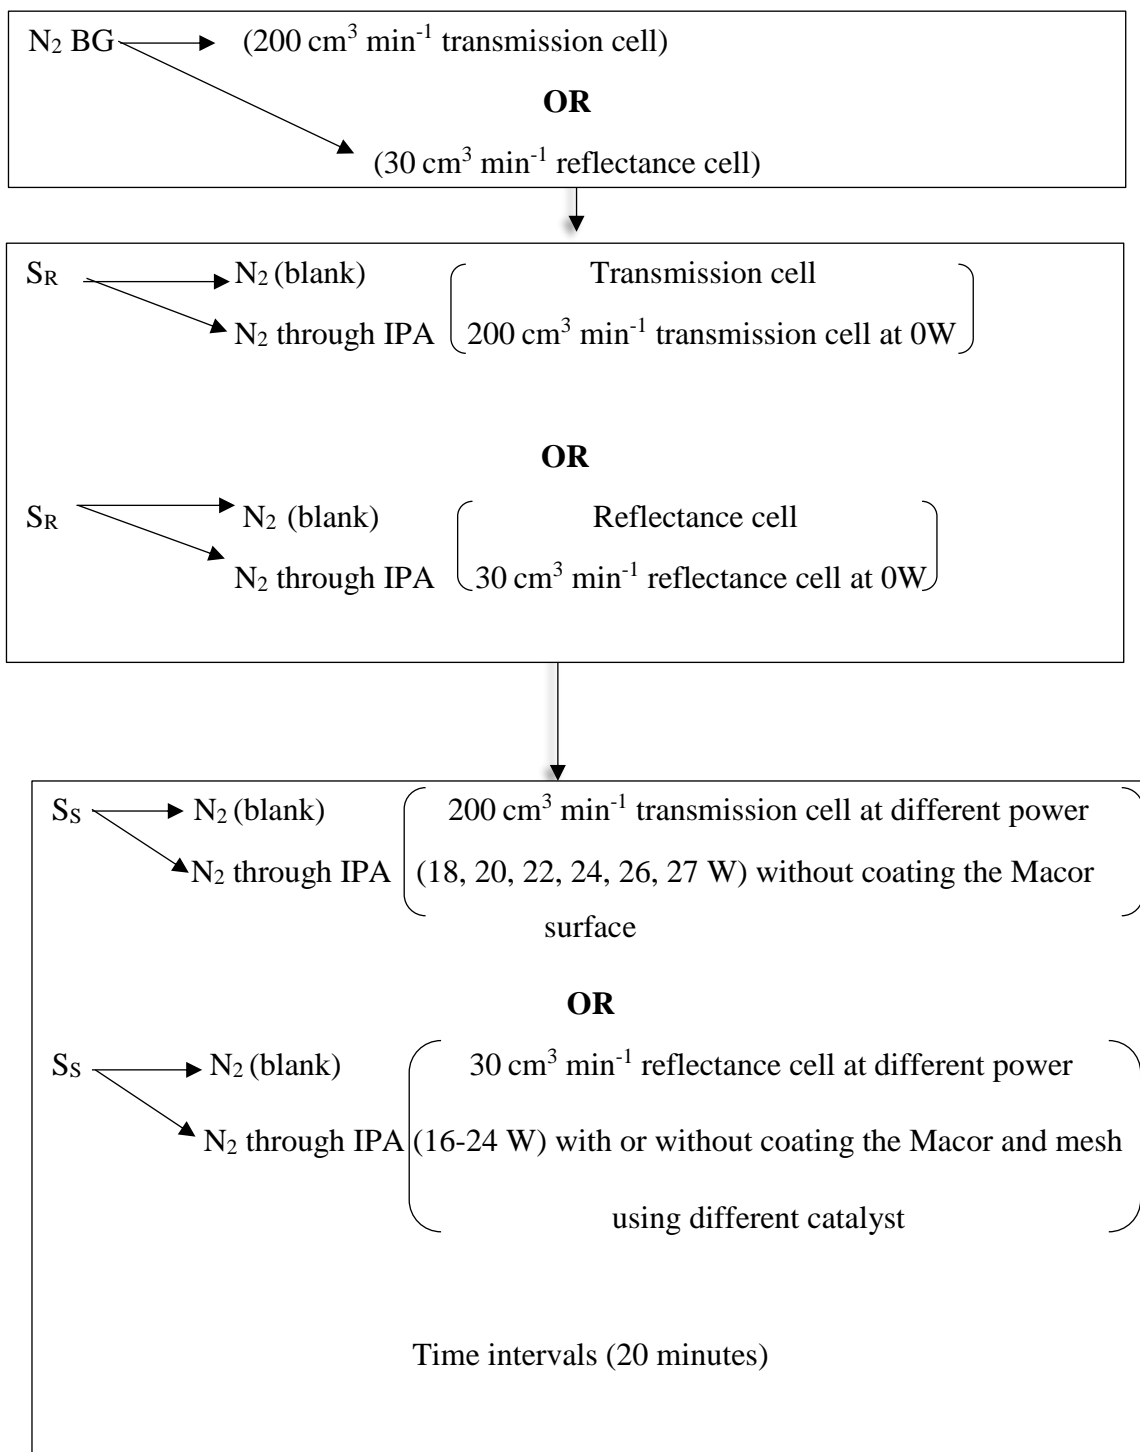 N₂ BG (200 cm³ min⁻¹ transmission cell)
OR
(30 cm³ min⁻¹ reflectance cell)
S_R N₂ (blank) Transmission cell
N₂ through IPA 200 cm³ min⁻¹ transmission cell at 0W
OR
S_R N₂ (blank) Reflectance cell
N₂ through IPA 30 cm³ min⁻¹ reflectance cell at 0W
S_S N₂ (blank) 200 cm³ min⁻¹ transmission cell at different power
N₂ through IPA (18, 20, 22, 24, 26, 27 W) without coating the Macor
surface
OR
S_S N₂ (blank) 30 cm³ min⁻¹ reflectance cell at different power
N₂ through IPA (16-24 W) with or without coating the Macor and mesh
using different catalyst
Time intervals (20 minutes)